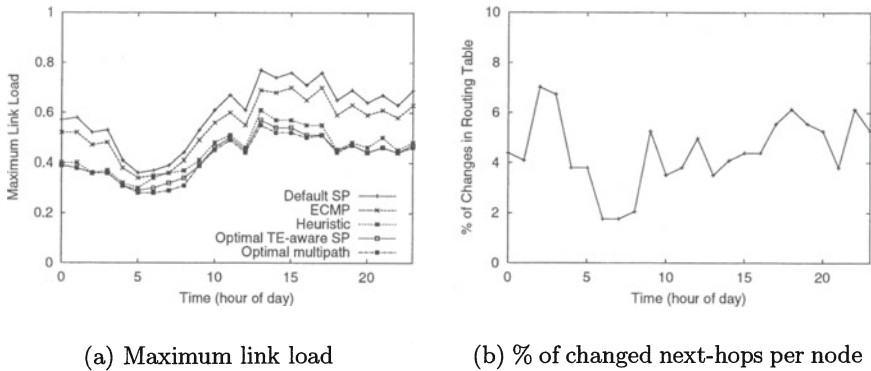 1
0.8
0.6
0.4
0.2
0
Maximum Link Load
Default SP
ECMP
Heuristic
Optimal TE-aware SP
Optimal multipath
0 5 10 15 20
Time (hour of day)
(a) Maximum link load
10
8
6
4
2
0
% of Changes in Routing Table
0 5 10 15 20
Time (hour of day)
(b) % of changed next-hops per node